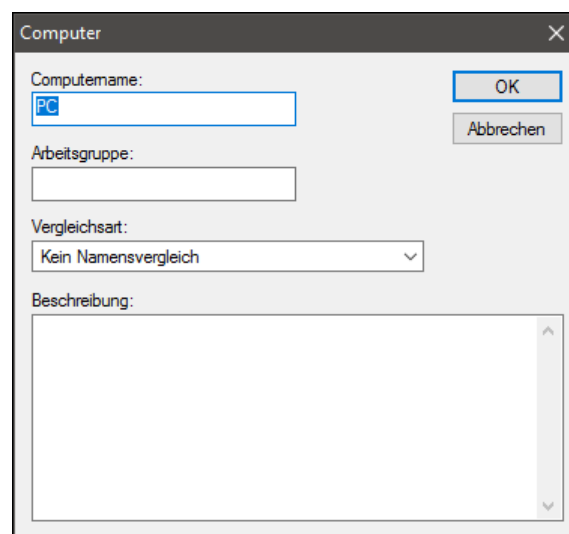 Computer
Computername:
OK
PC
Abbrechen
Arbeitsgruppe:
Vergleichsart:
Kein Namensvergleich
Beschreibung: